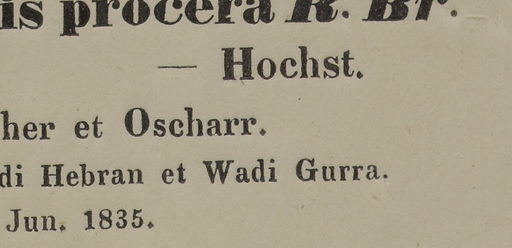 is procera R. Br.
— Hochst.
her et Oscharr.
di Hebran et Wadi Gurra.
Jun. 1835.